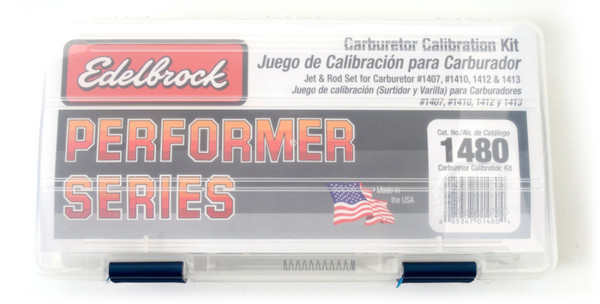 Edelbrock
Carburetor Calibration Kit
Juego de Calibración para Carburador
Jet & Rod Set for Carburetor #1407, #1410, 1412 & 1413
Juego de calibración (Surtidor y Varilla) para Carburadores
#1407, #1410, 1412 y 1413
PERFORMER
SERIES
Made in
the USA
Cat. No./No. de Catálogo
1480
Carburetor Calibration Kit
85347 01480